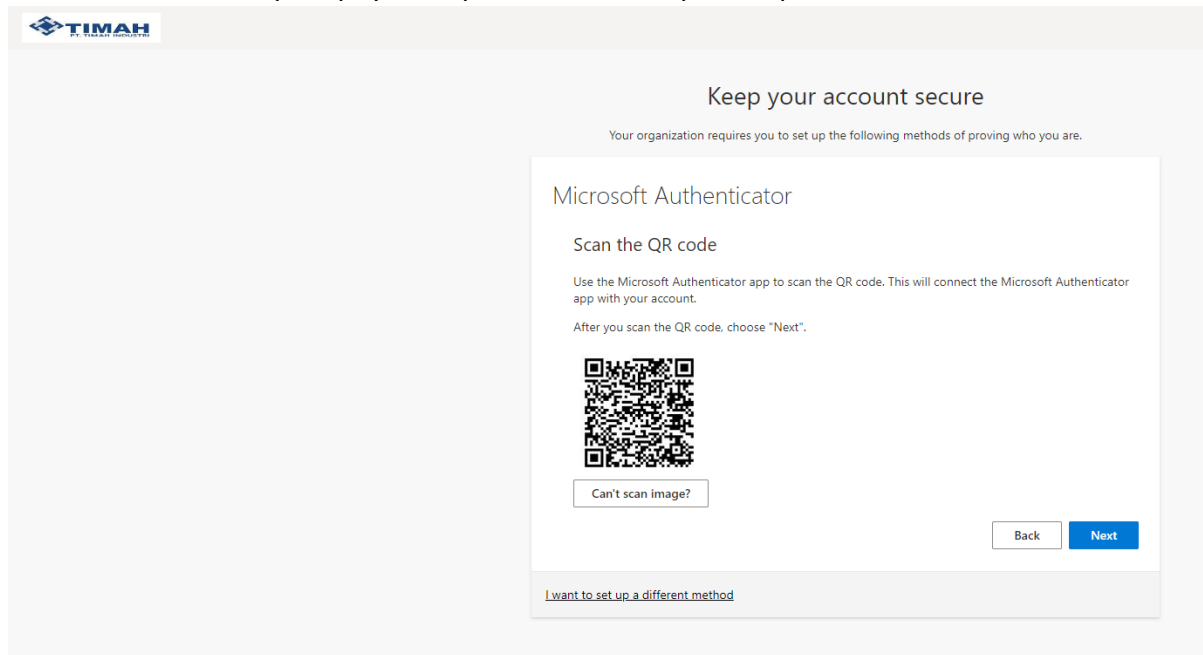 TIMAH
PT. TIMAH INDUSTRI
Keep your account secure
Your organization requires you to set up the following methods of proving who you are.
Microsoft Authenticator
Scan the QR code
Use the Microsoft Authenticator app to scan the QR code. This will connect the Microsoft Authenticator
app with your account.
After you scan the QR code, choose "Next".
Can't scan image?
Back
Next
I want to set up a different method